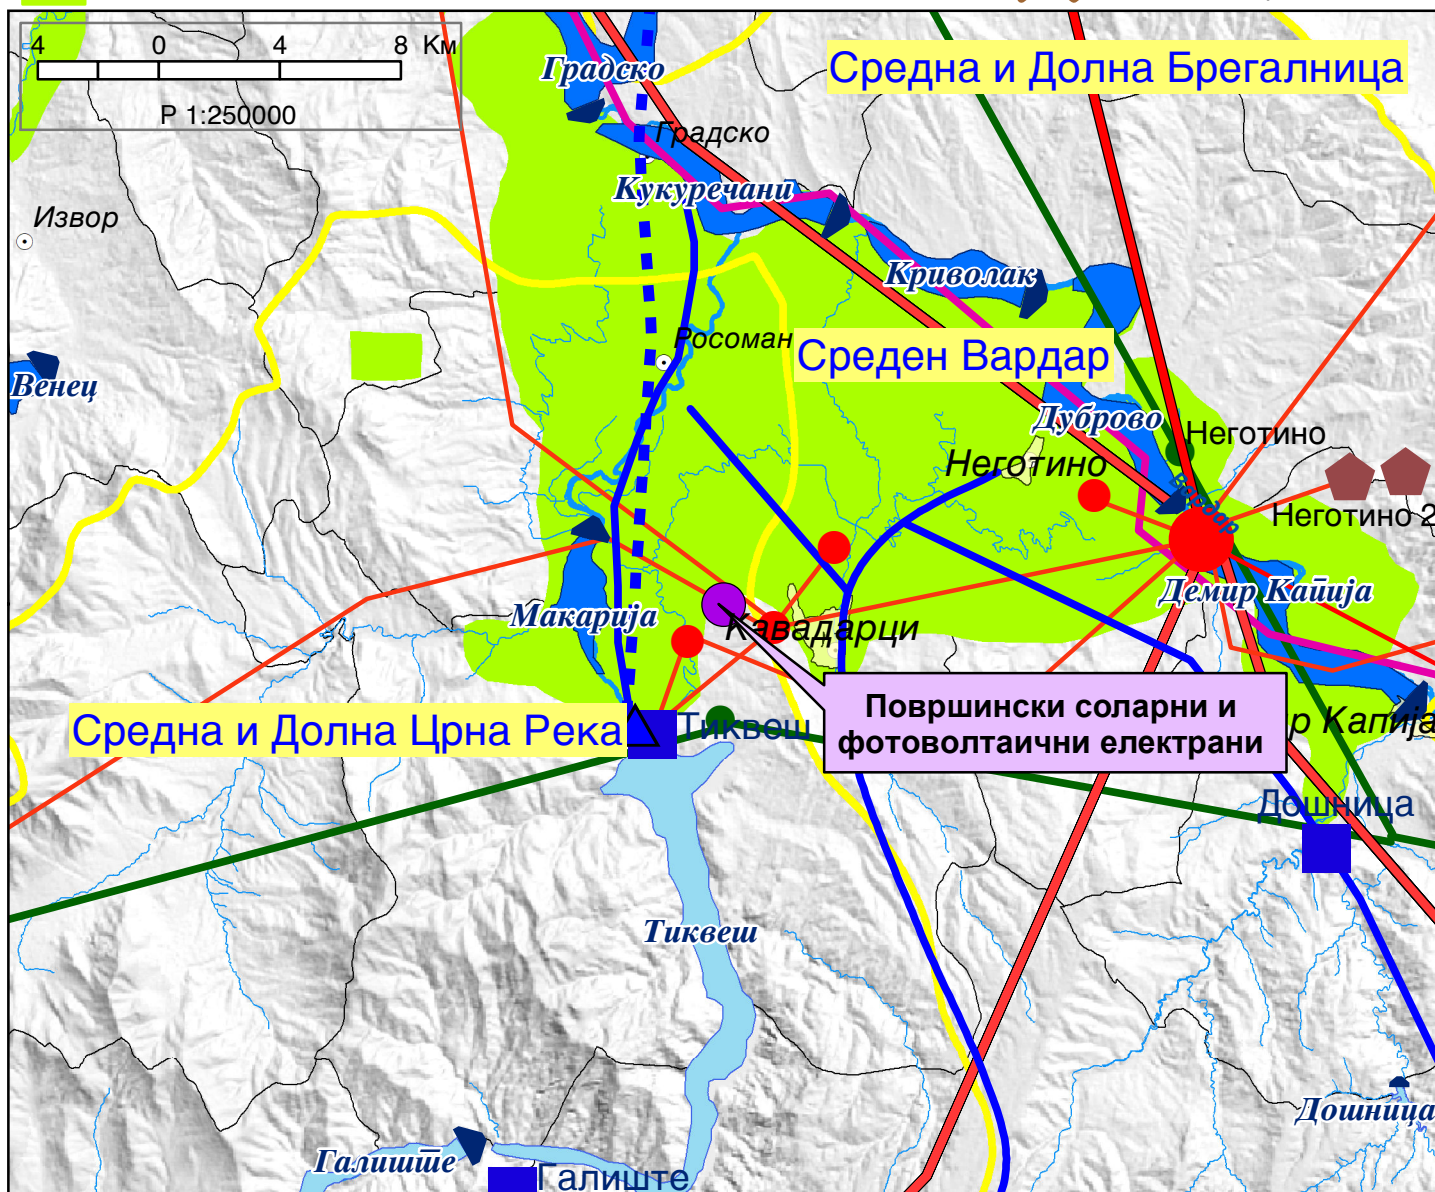 4 0 4 8 Км
Р 1:250000
Градско
Средна и Долна Брегалница
Градско
Кукуречани
Извор
Криволак
Росоман
Среден Вардар
Венец
Дуброво
Неготино
Неготино
Вардар
Неготино 2
Демир Капија
Макарија
Кавадарци
Површински соларни и
фотоволтаични електрани
р Капија
Средна и Долна Црна Река
Тиквеш
Дошница
Тиквеш
Дошница
Галиште
Галиште